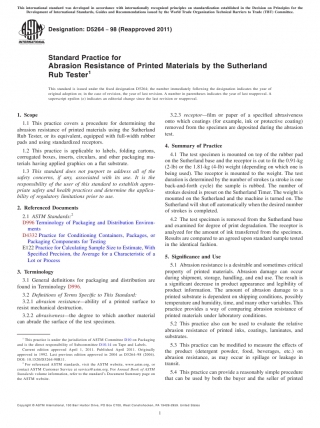 This international standard was developed in accordance with internationally recognized principles on standardization established in the Decision on Principles for the
Development of International Standards, Guides and Recommendations issued by the World Trade Organization Technical Barriers to Trade (TBT) Committee.
Designation: D5264 − 98 (Reapproved 2011)
INTERNATIONAL
Standard Practice for
Abrasion Resistance of Printed Materials by the Sutherland
Rub Tester1
This standard is issued under the fixed designation D5264; the number immediately following the designation indicates the year of
original adoption or, in the case of revision, the year of last revision. A number in parentheses indicates the year of last reapproval. A
superscript epsilon (ε) indicates an editorial change since the last revision or reapproval.
1. Scope
1.1 This practice covers a procedure for determining the
abrasion resistance of printed materials using the Sutherland
Rub Tester, or its equivalent, equipped with full-width rubber
pads and using standardized receptors.
1.2 This practice is applicable to labels, folding cartons,
corrugated boxes, inserts, circulars, and other packaging ma-
terials having applied graphics on a flat substrate.
1.3 This standard does not purport to address all of the
safety concerns, if any, associated with its use. It is the
responsibility of the user of this standard to establish appro-
priate safety and health practices and determine the applica-
bility of regulatory limitations prior to use.
2. Referenced Documents
2.1 ASTM Standards:2
D996 Terminology of Packaging and Distribution Environ-
ments
D4332 Practice for Conditioning Containers, Packages, or
Packaging Components for Testing
E122 Practice for Calculating Sample Size to Estimate, With
Specified Precision, the Average for a Characteristic of a
Lot or Process
3. Terminology
3.1 General definitions for packaging and distribution are
found in Terminology D996.
3.2 Definitions of Terms Specific to This Standard:
3.2.1 abrasion resistance—ability of a printed surface to
resist mechanical destruction.
3.2.2 abrasiveness—the degree to which another material
can abrade the surface of the test specimen.
1 This practice is under the jurisdiction of ASTM Committee D10 on Packaging
and is the direct responsibility of Subcommittee
Current edition approved April 1, 2011. Published April 2011. Originally
approved in 1992. Last previous edition approved in 2004 as D5264-98 (2004).
DOI: 10.1520/D5264-98R11.
2 For referenced ASTM standards, visit the ASTM website, www.astm.org, or
contact ASTM Customer Service at service@astm.org. For Annual Book of ASTM
Standards volume information, refer to the standard's Document Summary page on
the ASTM website.
3.2.3 receptor—film or paper of a specified abrasiveness
onto which coatings (for example, ink or protective coating)
removed from the specimen are deposited during the abrasion
test.
4. Summary of Practice
4.1 The test specimen is mounted on top of the rubber pad
on the Sutherland base and the receptor is cut to fit the 0.91-kg
(2-lb) or the 1.81-kg (4-lb) weight (depending on which one is
being used). The receptor is mounted to the weight. The test
duration is determined by the number of strokes (a stroke is one
back-and-forth cycle) the sample is rubbed. The number of
strokes desired is preset on the Sutherland Timer. The weight is
mounted on the Sutherland and the machine is turned on. The
Sutherland will shut off automatically when the desired number
of strokes is completed.
4.2 The test specimen is removed from the Sutherland base
and examined for degree of print degradation. The receptor is
analyzed for the amount of ink transferred from the specimen.
Results are compared to an agreed upon standard sample tested
in the identical fashion.
5. Significance and Use
5.1 Abrasion resistance is a desirable and sometimes critical
property of printed materials. Abrasion damage can occur
during shipment, storage, handling, and end use. The result is
a significant decrease in product appearance and legibility of
product information. The amount of abrasion damage to a
printed substrate is dependent on shipping conditions, possibly
temperature and humidity, time, and many other variables. This
practice provides a way of comparing abrasion resistance of
printed materials under laboratory conditions.
5.2 This practice can also be used to evaluate the relative
abrasion resistance of printed inks, coatings, laminates, and
substrates.
5.3 This practice can be modified to measure the effects of
the product (detergent powder, food, beverages, etc.) on
abrasion resistance, as may occur in spillage or leakage in
transit.
5.4 This practice can provide a reasonably simple procedure
that can be used by both the buyer and the seller of printed
Copyright © ASTM International, 100 Barr Harbor Drive, PO Box C700, West Conshohocken, PA 19428-2959. United States
1